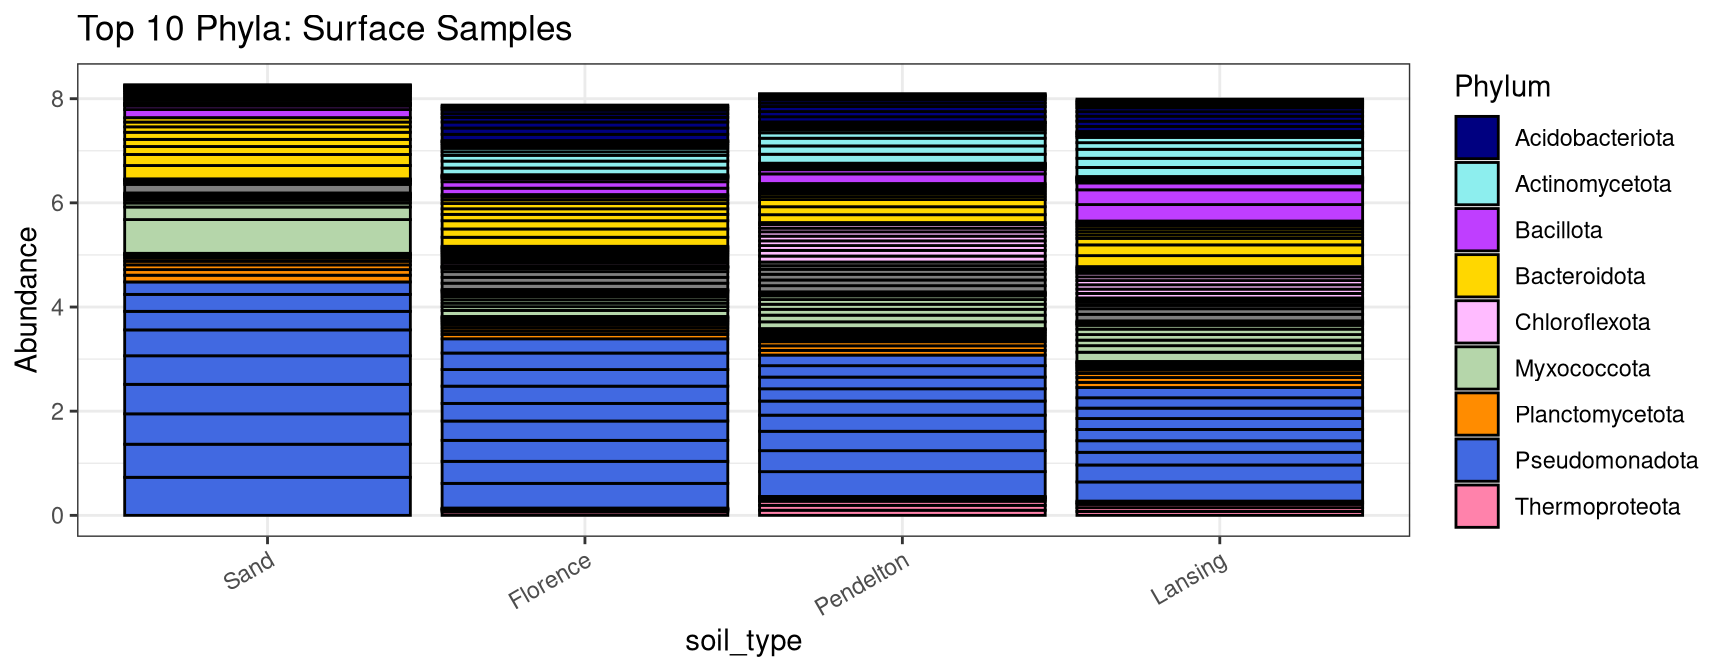 Top 10 Phyla: Surface Samples
Abundance
8
6
4
2
0
Sand
Florence
Pendelton
Lansing
soil_type
Phylum
Acidobacteriota
Actinomycetota
Bacillota
Bacteroidota
Chloroflexota
Myxococcota
Planctomycetota
Pseudomonadota
Thermoproteota